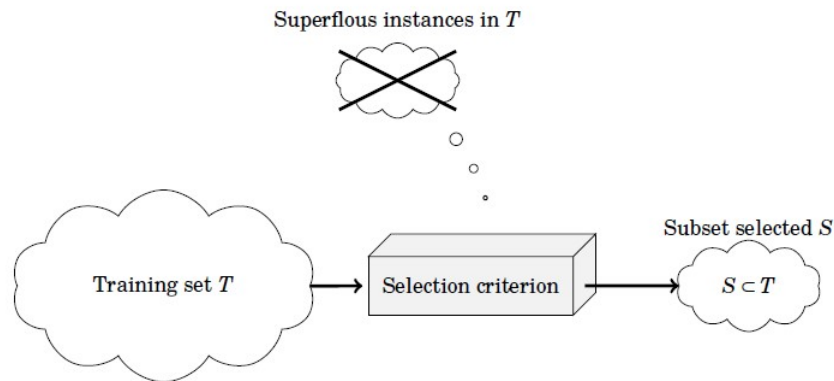 Superflous instances in T
Subset selected S
Training set T
Selection criterion
S ⊂ T